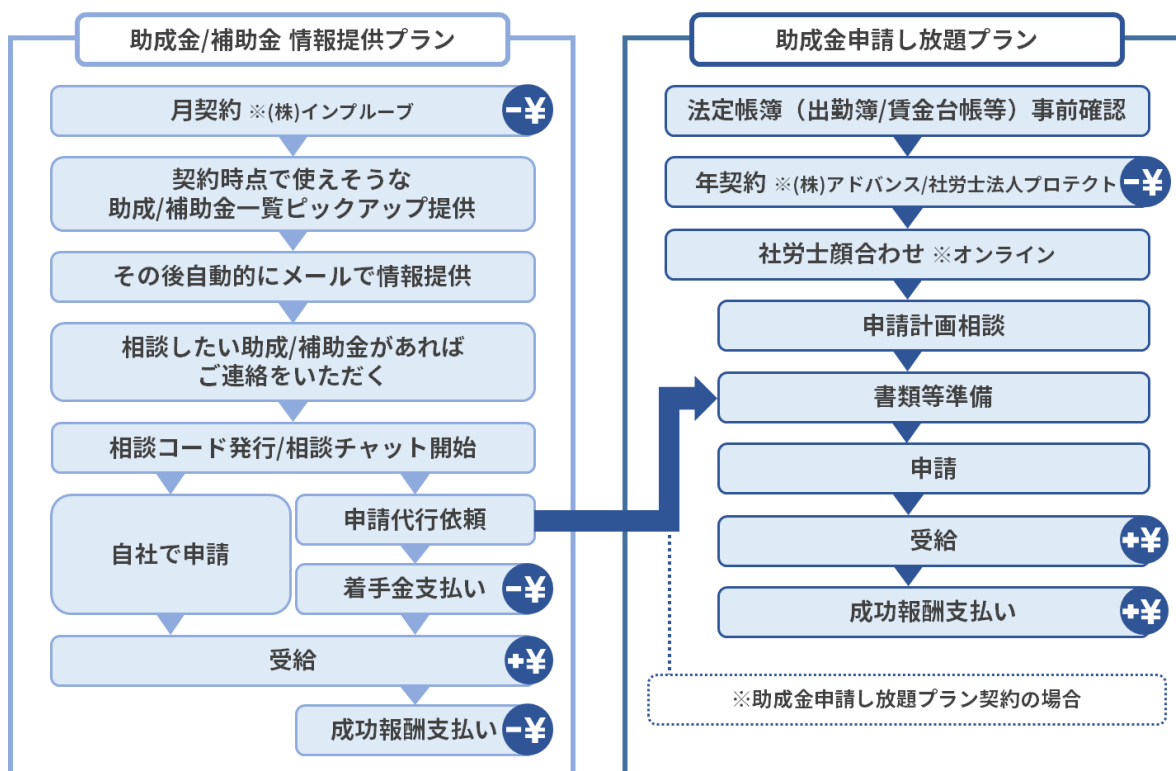 助成金/補助金 情報提供プラン
月契約 ※(株)インプルーブ
-¥
契約時点で使えそうな
助成/補助金一覧ピックアップ提供
その後自動的にメールで情報提供
相談したい助成/補助金があれば
ご連絡をいただく
相談コード発行/相談チャット開始
自社で申請
申請代行依頼
着手金支払い
-¥
受給
+¥
成功報酬支払い
-¥
助成金申請し放題プラン
法定帳簿（出勤簿/賃金台帳等）事前確認
年契約 ※(株)アドバンス/社労士法人プロテクト
-¥
社労士顔合わせ ※オンライン
申請計画相談
書類等準備
申請
受給
+¥
成功報酬支払い
+¥
※助成金申請し放題プラン契約の場合